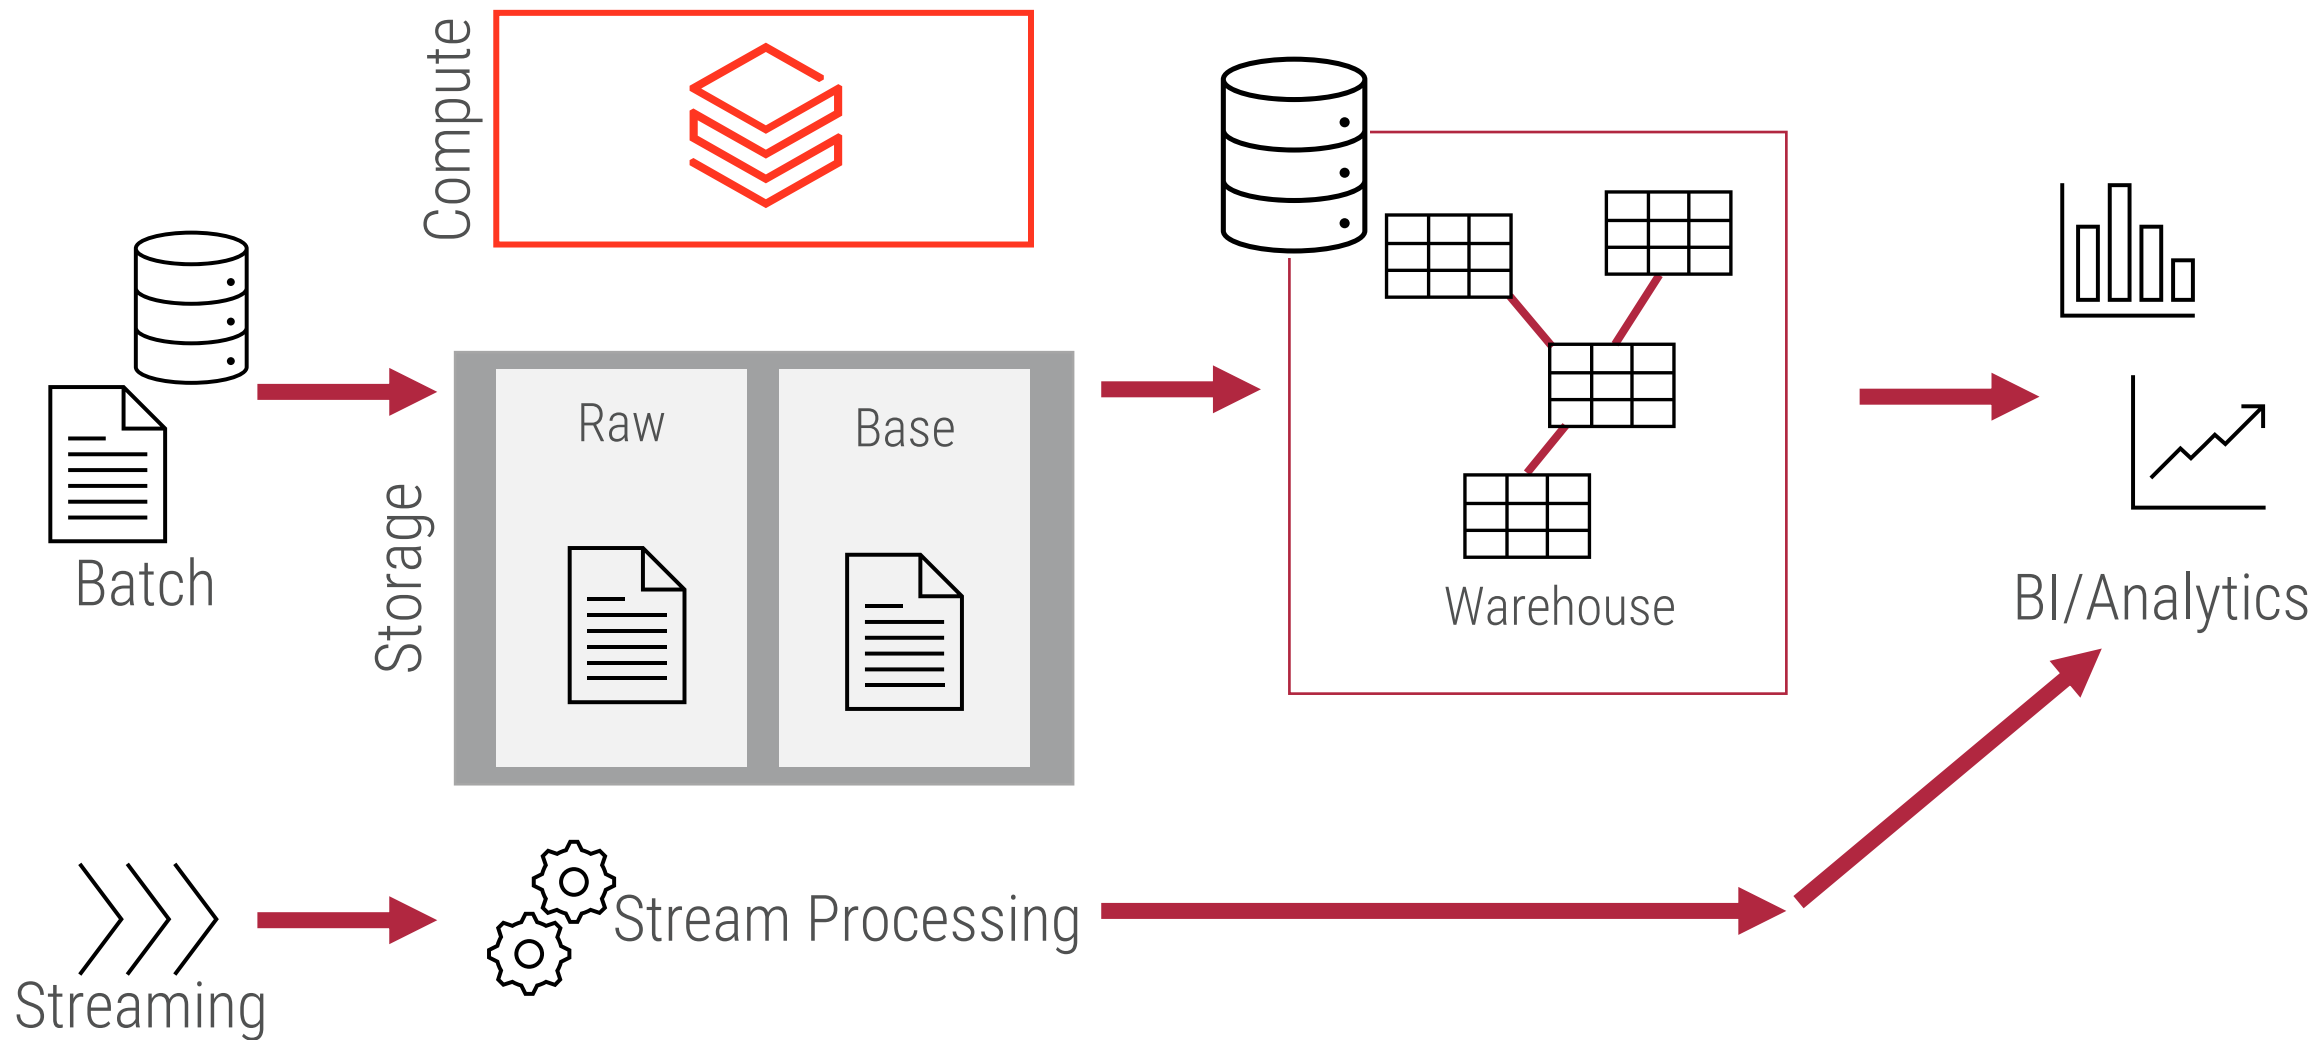 Compute
Batch
Storage
Raw
Base
Warehouse
BI/Analytics
Streaming
Stream Processing